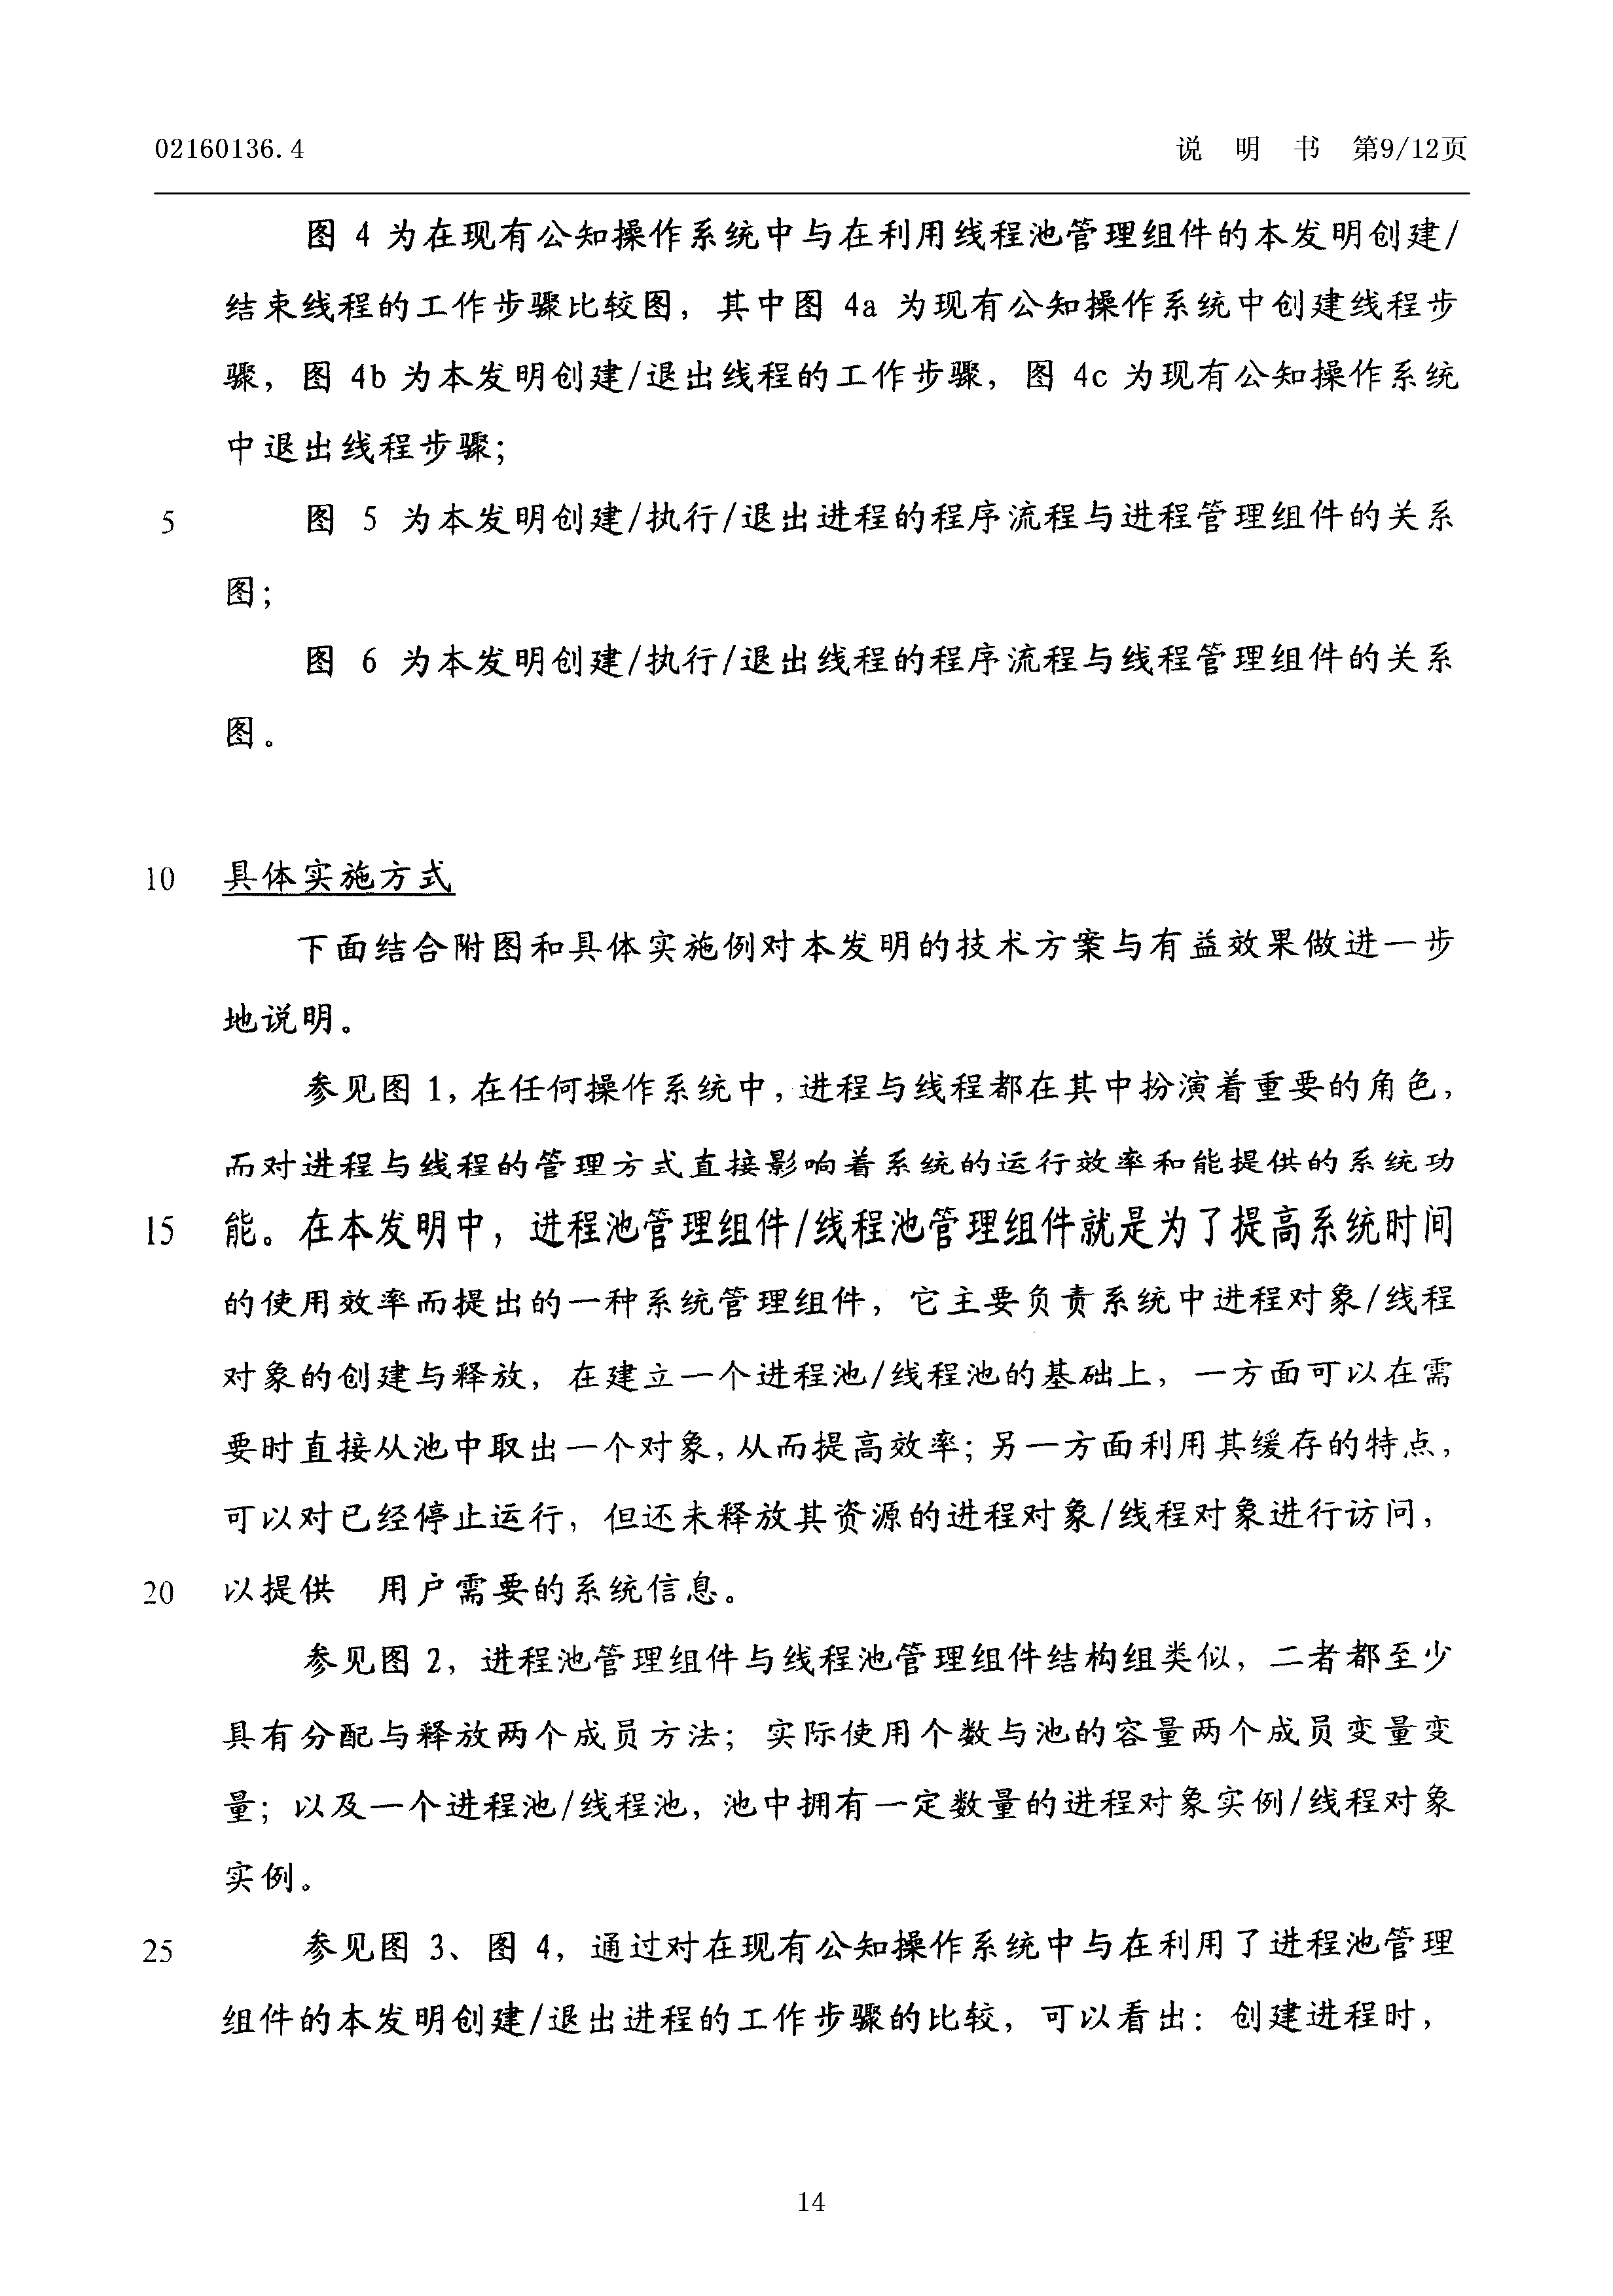 02160136.4 说 明 书 第9/12页
图 4 为在现有公知操作系统中与在利用线程池管理组件的本发明创建/
结束线程的工作步骤比较图，其中图 4a 为现有公知操作系统中创建线程步
骤，图 4b 为本发明创建/退出线程的工作步骤，图 4c 为现有公知操作系统
中退出线程步骤；
5 图 5 为本发明创建/执行/退出进程的程序流程与进程管理组件的关系
图；
图 6 为本发明创建/执行/退出线程的程序流程与线程管理组件的关系
图。
10 具体实施方式
下面结合附图和具体实施例对本发明的技术方案与有益效果做进一步
地说明。
参见图 1，在任何操作系统中，进程与线程都在其中扮演着重要的角色，
而对进程与线程的管理方式直接影响着系统的运行效率和能提供的系统功
15 能。在本发明中，进程池管理组件/线程池管理组件就是为了提高系统时间
的使用效率而提出的一种系统管理组件，它主要负责系统中进程对象/线程
对象的创建与释放，在建立一个进程池/线程池的基础上，一方面可以在需
要时直接从池中取出一个对象，从而提高效率；另一方面利用其缓存的特点，
可以对已经停止运行，但还未释放其资源的进程对象/线程对象进行访问，
20 以提供 用户需要的系统信息。
参见图 2，进程池管理组件与线程池管理组件结构组类似，二者都至少
具有分配与释放两个成员方法；实际使用个数与池的容量两个成员变量变
量；以及一个进程池/线程池，池中拥有一定数量的进程对象实例/线程对象
实例。
25 参见图 3、图 4，通过对在现有公知操作系统中与在利用了进程池管理
组件的本发明创建/退出进程的工作步骤的比较，可以看出：创建进程时，
14